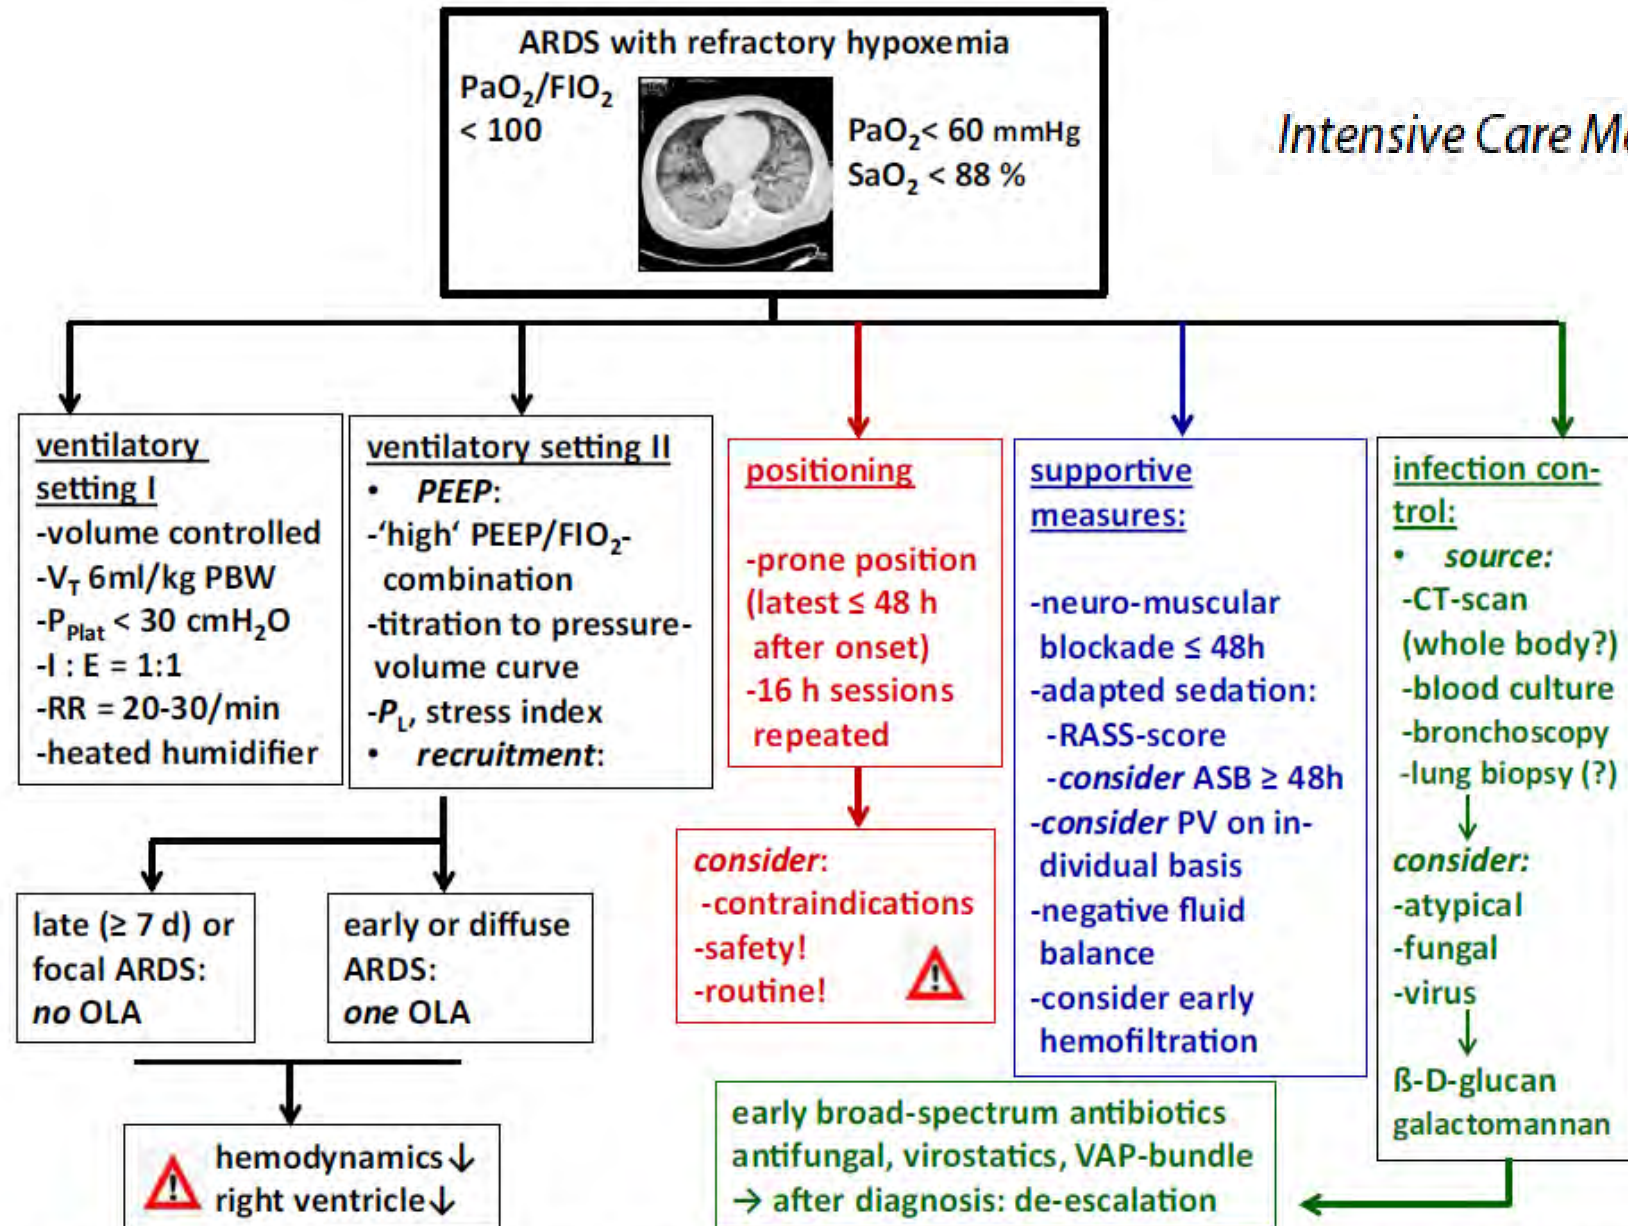 ARDS with refractory hypoxemia
PaO₂/FIO₂
< 100
PaO₂< 60 mmHg
SaO₂ < 88 %
Intensive Care
ventilatory
setting I
-volume controlled
-V_T 6ml/kg PBW
-P_Plat < 30 cmH₂O
-I : E = 1:1
-RR = 20-30/min
-heated humidifier
ventilatory setting II
• PEEP:
-‘high‘ PEEP/FIO₂-
combination
-titration to pressure-
volume curve
-P_L, stress index
• recruitment:
late (≥ 7 d) or
focal ARDS:
no OLA
early or diffuse
ARDS:
one OLA
hemodynamics↓
right ventricle↓
positioning
-prone position
(latest ≤ 48 h
after onset)
-16 h sessions
repeated
consider:
-contraindications
-safety!
-routine!
supportive
measures:
-neuro-muscular
blockade ≤ 48h
-adapted sedation:
-RASS-score
-consider ASB ≥ 48h
-consider PV on in-
dividual basis
-negative fluid
balance
-consider early
hemofiltration
infection con-
trol:
• source:
-CT-scan
(whole body?)
-blood culture
-bronchoscopy
-lung biopsy (?)
consider:
-atypical
-fungal
-virus
ß-D-glucan
galactomannan
early broad-spectrum antibiotics
antifungal, virostatics, VAP-bundle
→ after diagnosis: de-escalation